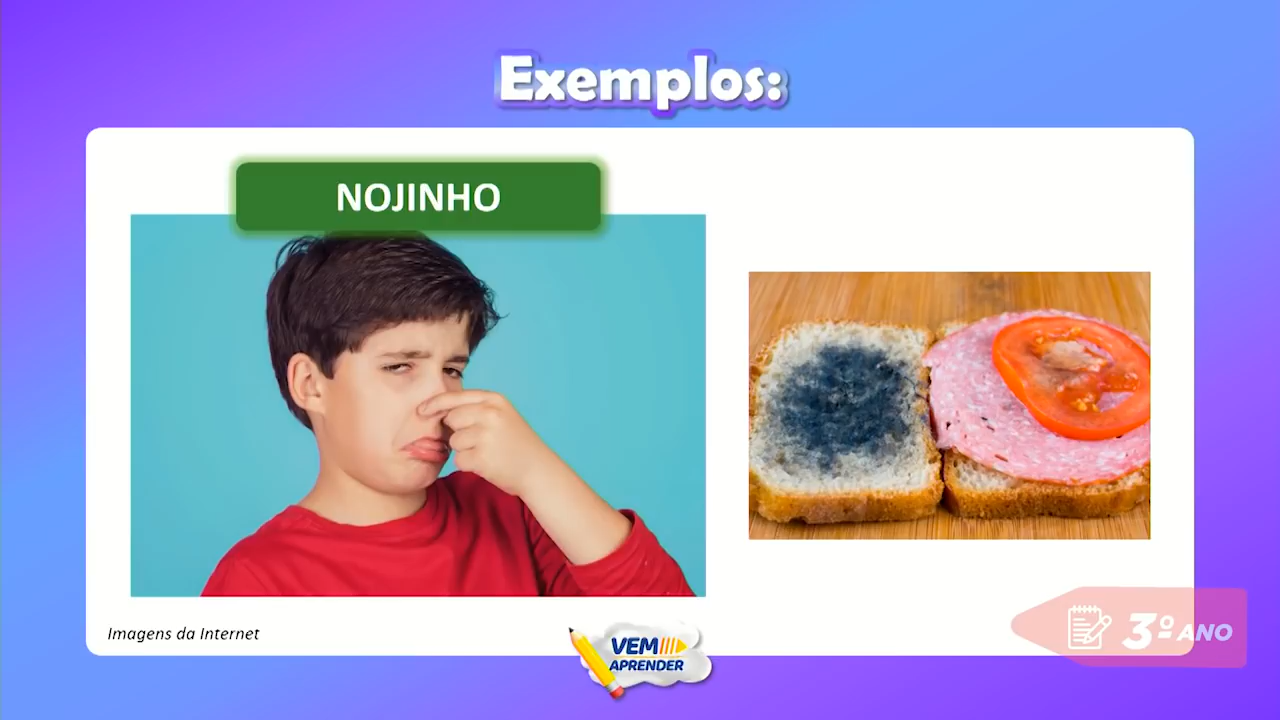 Exemplos:
NOJINHO
Imagens da Internet
VEM
APRENDER
3º ANO